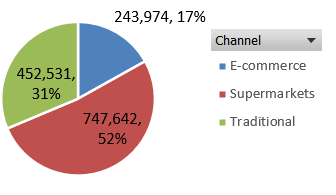 243,974, 17%
Channel
E-commerce
452,531,
31%
Supermarkets
747,642,
52%
Traditional